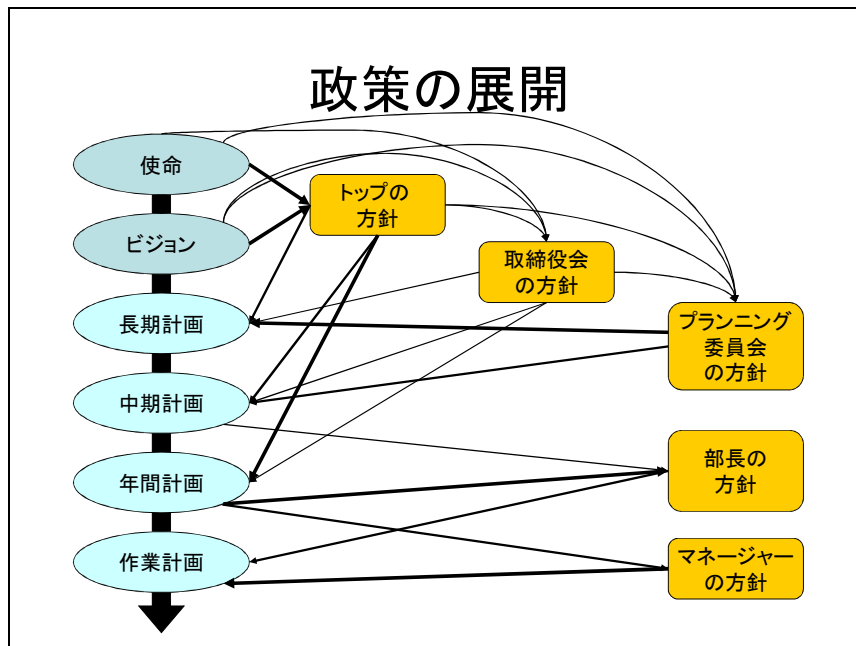 政策の展開
使命
ビジョン
長期計画
中期計画
年間計画
作業計画
トップの
方針
取締役会
の方針
プランニング
委員会
の方針
部長の
方針
マネージャー
の方針